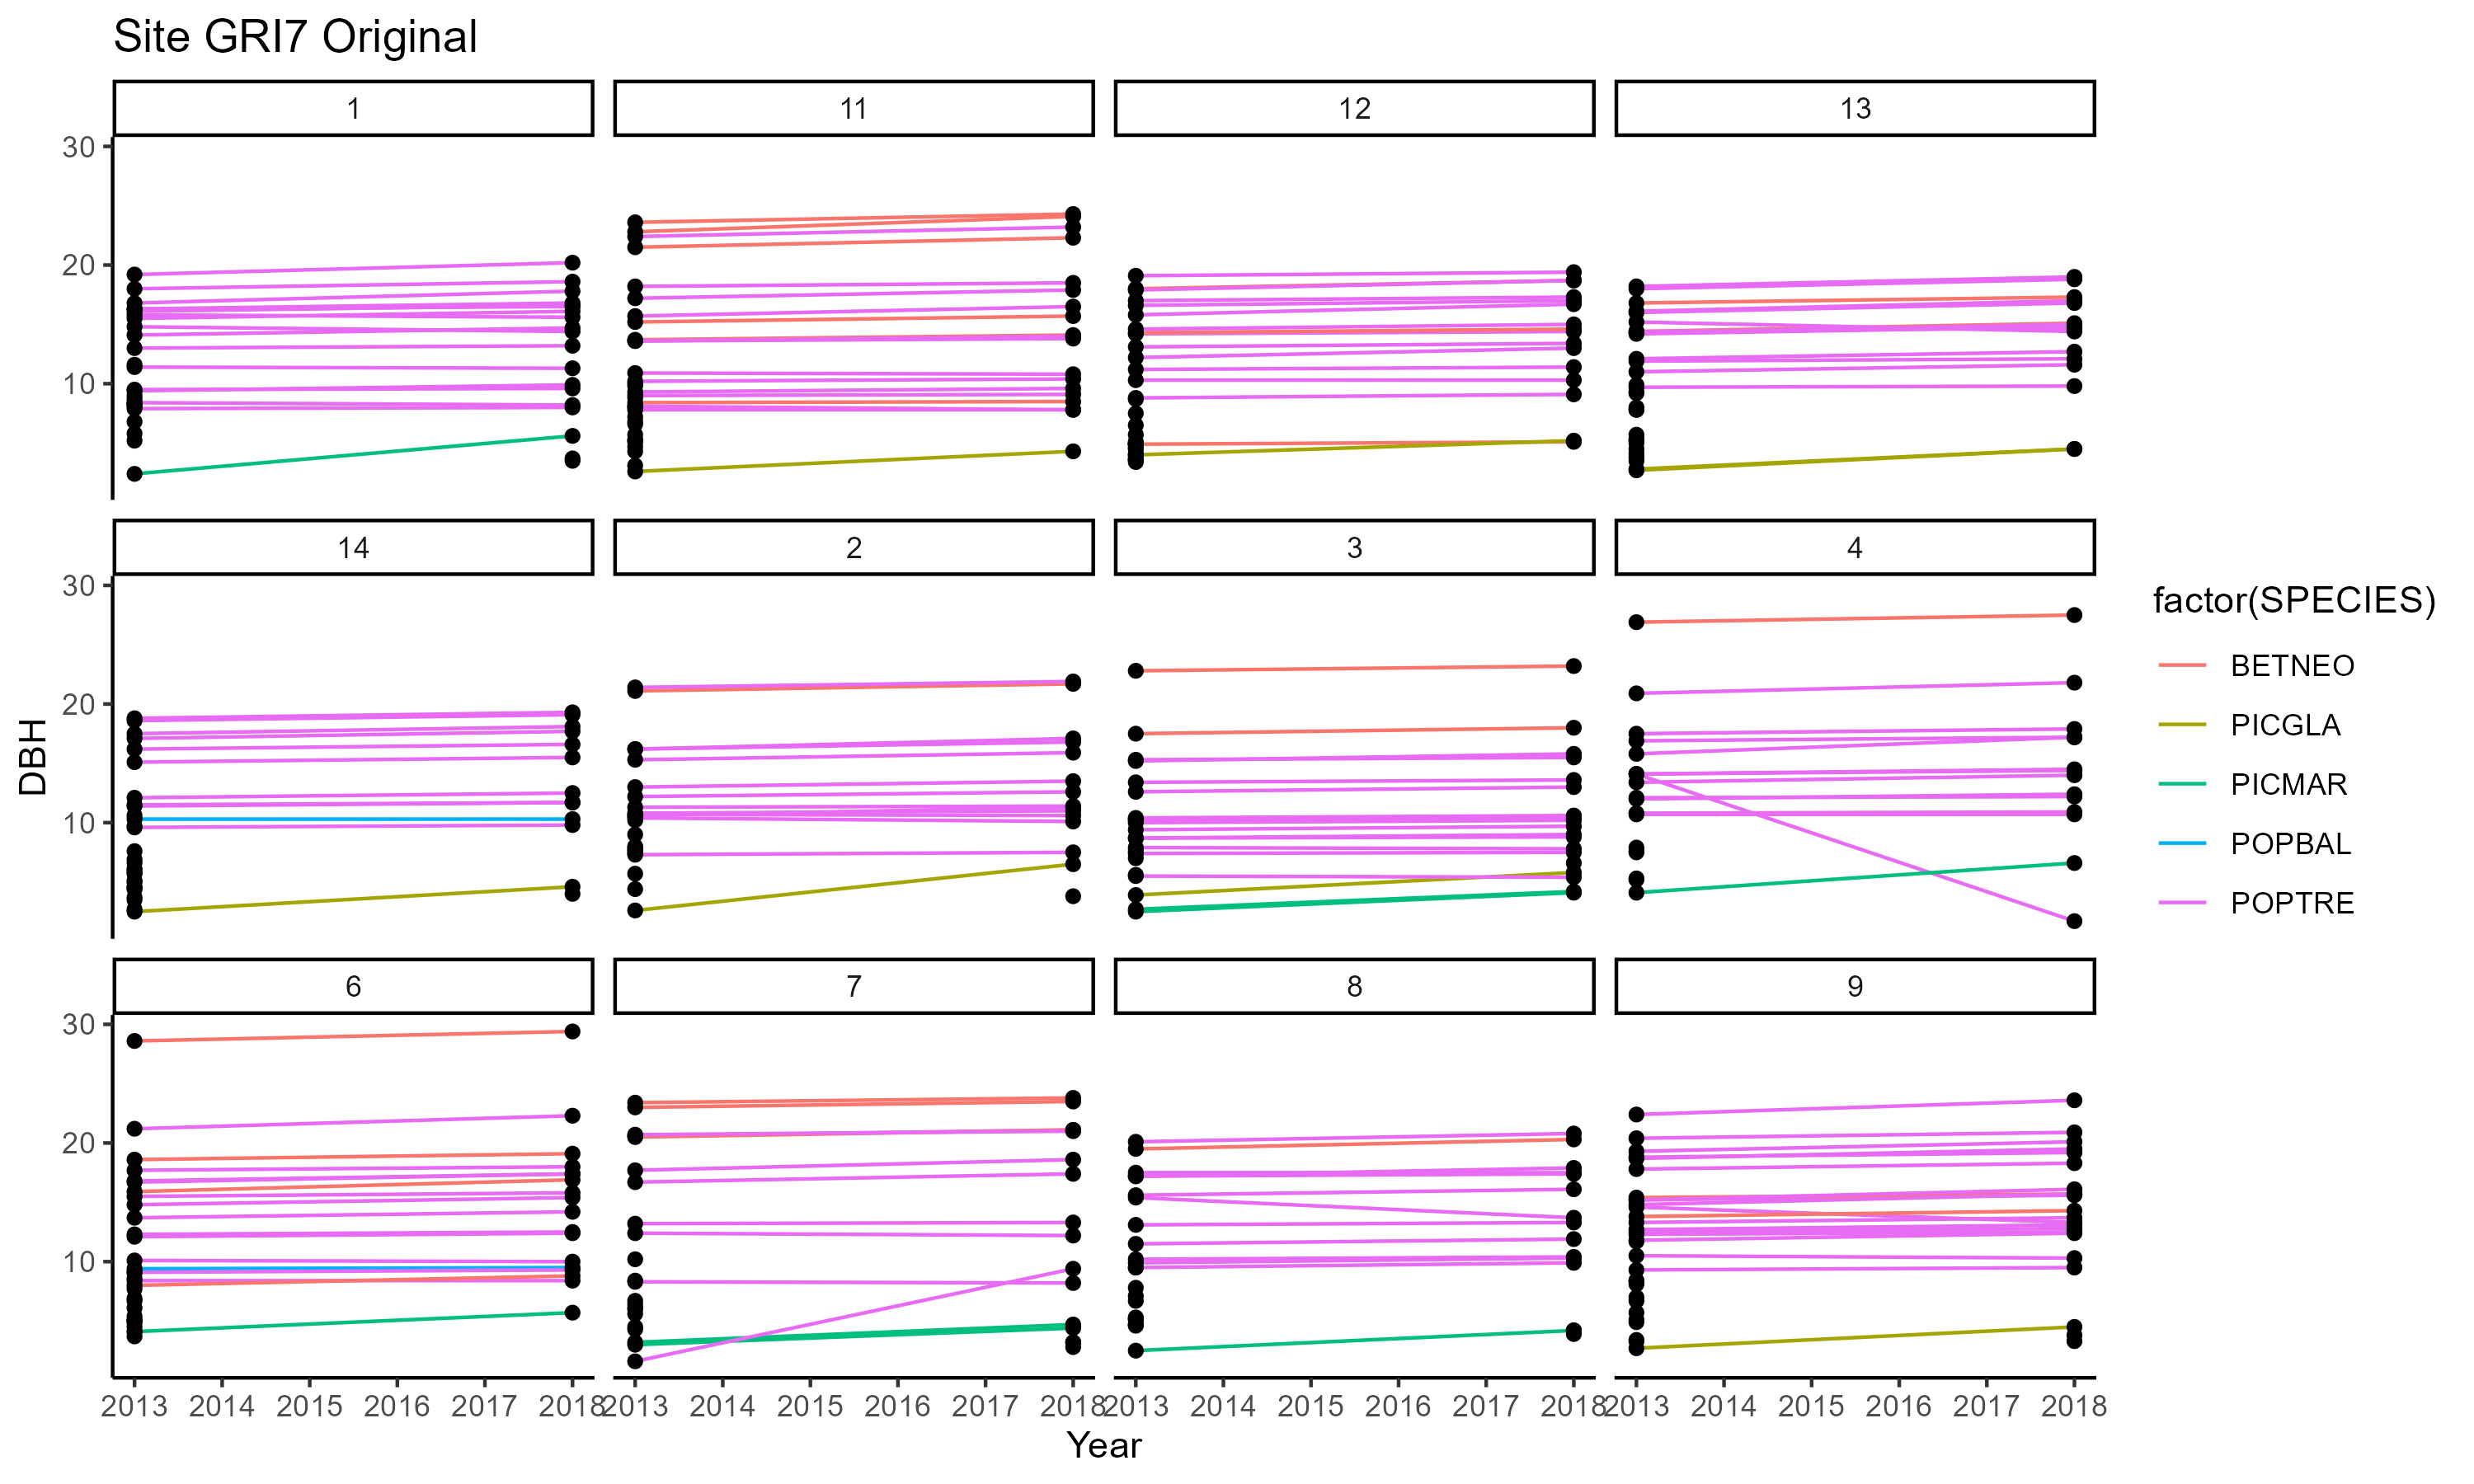 Site GRI7 Original
1 11 12 13
30
20
10
14 2 3 4
30
20
10
6 7 8 9
30
20
10
2013 2014 2015 2016 2017 2018 2013 2014 2015 2016 2017 2018 2013 2014 2015 2016 2017 2018 2013 2014 2015 2016 2017 2018
Year
DBH
factor(SPECIES)
BETNEO
PICGLA
PICMAR
POPBAL
POPTRE